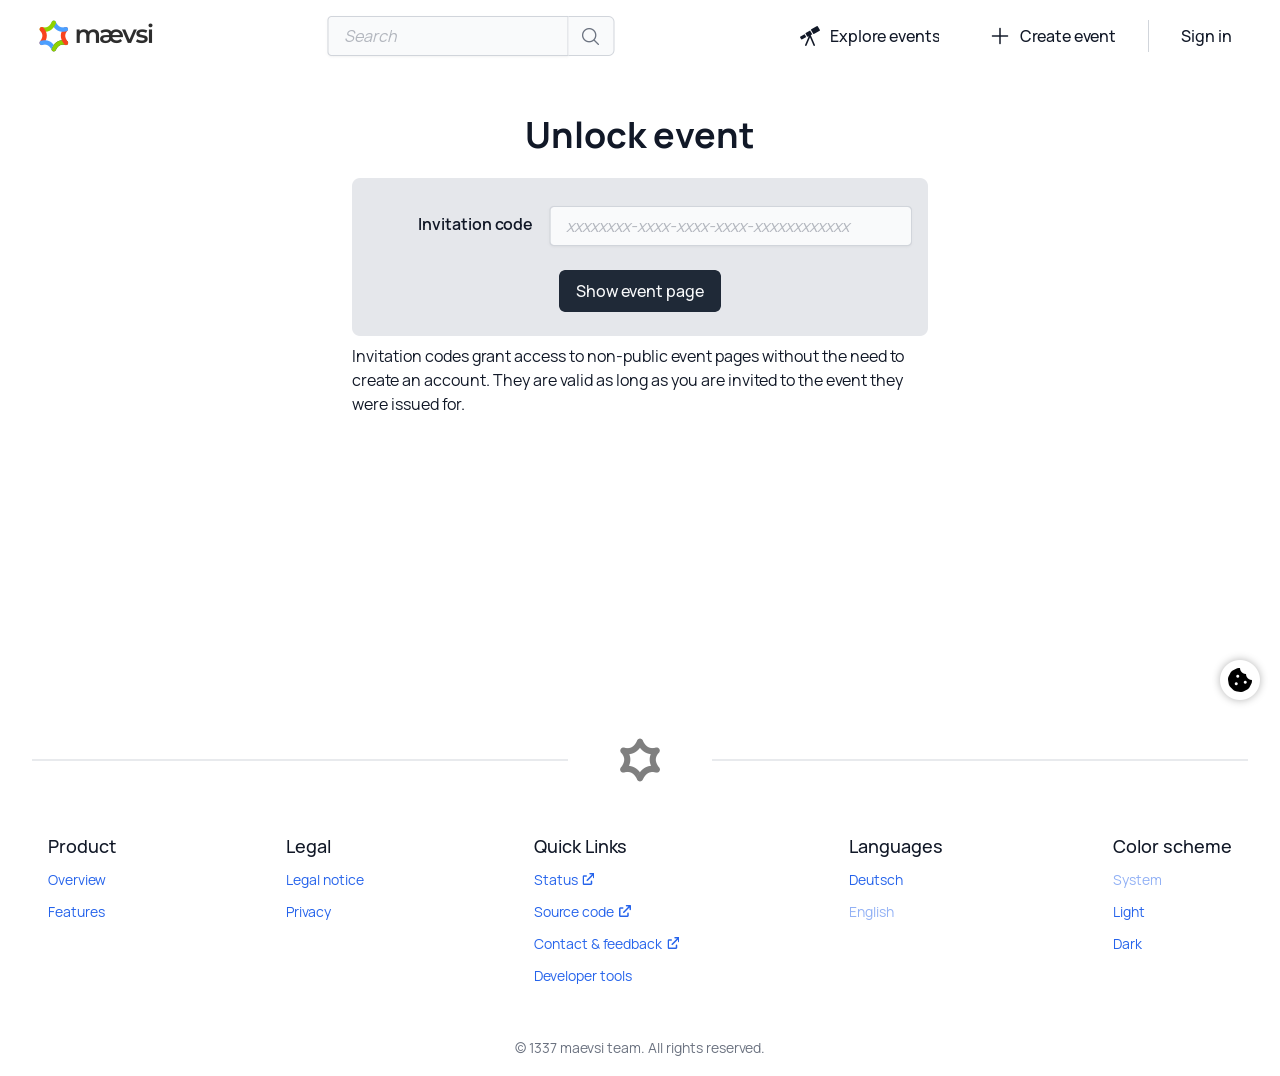 mævsi
Search
Explore events
Create event
Sign in
Unlock event
Invitation code
xxxxxxxx-xxxx-xxxx-xxxx-xxxxxxxxxxxx
Show event page
Invitation codes grant access to non-public event pages without the need to
create an account. They are valid as long as you are invited to the event they
were issued for.
Product
Overview
Features
Legal
Legal notice
Privacy
Quick Links
Status
Source code
Contact & feedback
Developer tools
Languages
Deutsch
English
Color scheme
System
Light
Dark
© 1337 maevsi team. All rights reserved.